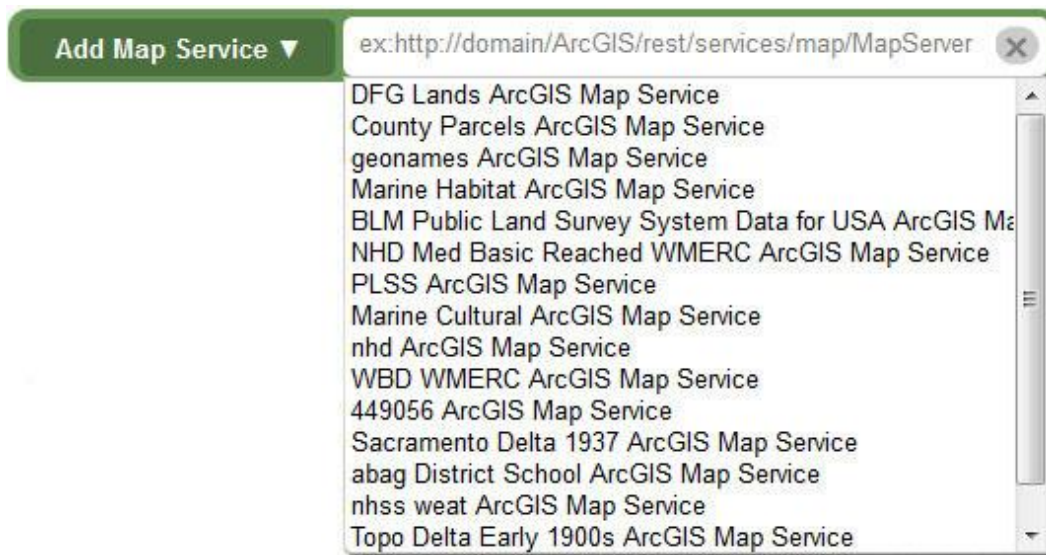 Add Map Service ▼
ex:http://domain/ArcGIS/rest/services/map/MapServer
DFG Lands ArcGIS Map Service
County Parcels ArcGIS Map Service
geonames ArcGIS Map Service
Marine Habitat ArcGIS Map Service
BLM Public Land Survey System Data for USA ArcGIS Ma
NHD Med Basic Reached WMERC ArcGIS Map Service
PLSS ArcGIS Map Service
Marine Cultural ArcGIS Map Service
nhd ArcGIS Map Service
WBD WMERC ArcGIS Map Service
449056 ArcGIS Map Service
Sacramento Delta 1937 ArcGIS Map Service
abag District School ArcGIS Map Service
nhss weat ArcGIS Map Service
Topo Delta Early 1900s ArcGIS Map Service